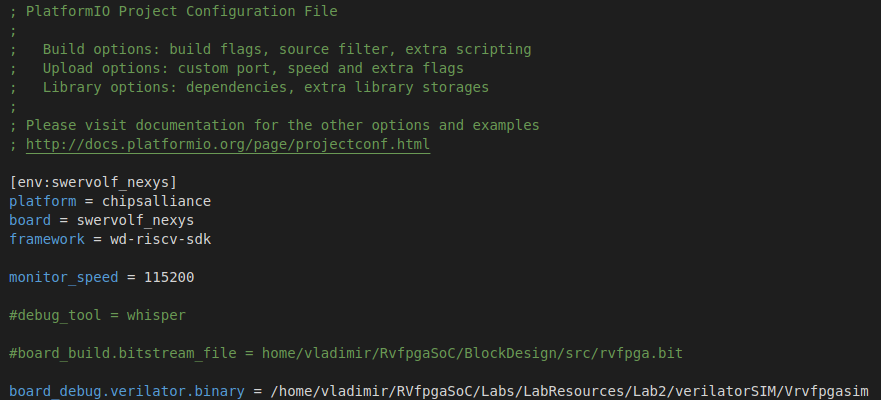 ; PlatformIO Project Configuration File
;
;   Build options: build flags, source filter, extra scripting
;   Upload options: custom port, speed and extra flags
;   Library options: dependencies, extra library storages
;
; Please visit documentation for the other options and examples
; http://docs.platformio.org/page/projectconf.html
[env:swervolf_nexys]
platform = chipsalliance
board = swervolf_nexys
framework = wd-riscv-sdk
monitor_speed = 115200
#debug_tool = whisper
#board_build.bitstream_file = home/vladimir/RvfpgaSoC/BlockDesign/src/rvfpga.bit
board_debug.verilator.binary = /home/vladimir/RVfpgaSoC/Labs/LabResources/Lab2/verilatorSIM/Vrvfpgasim